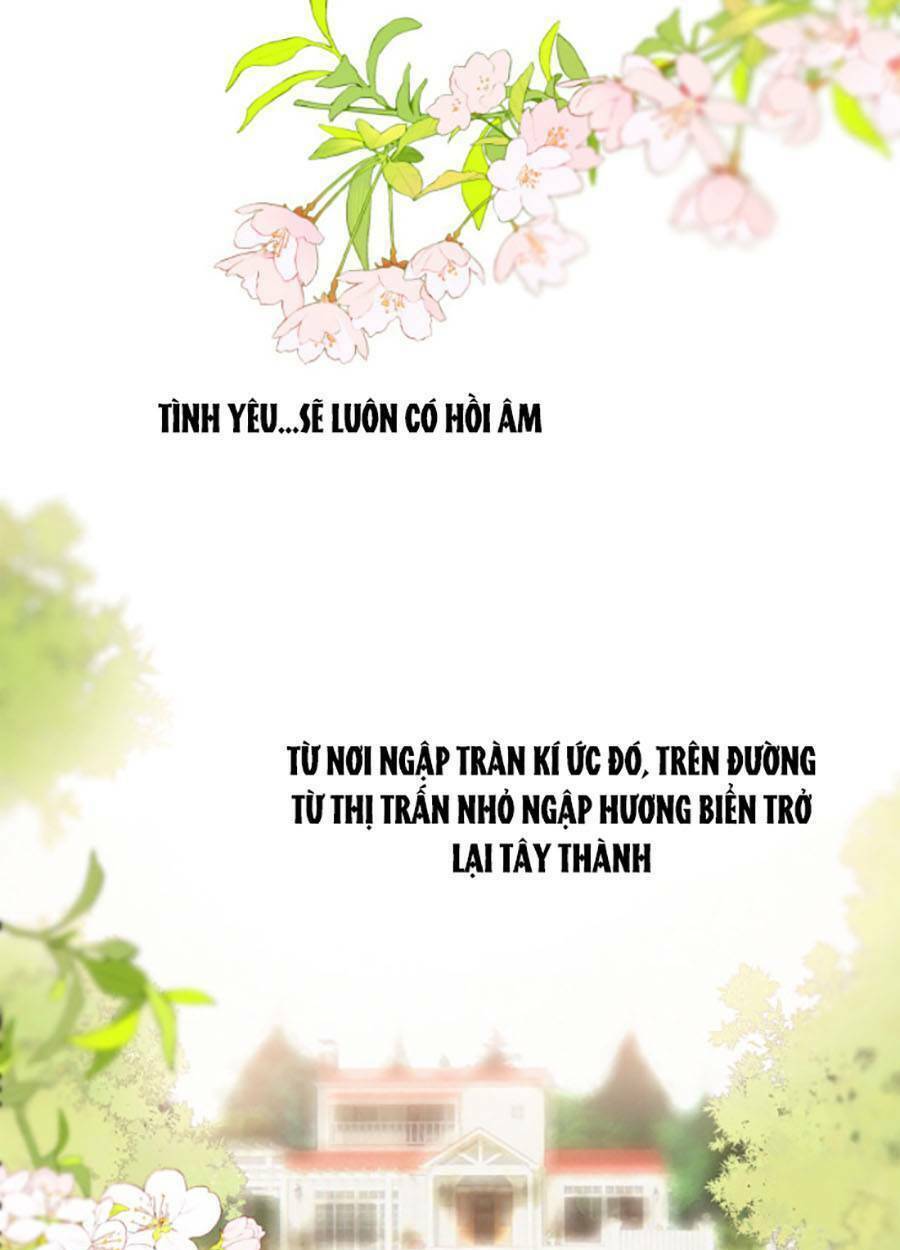 TÌNH YÊU...SẼ LUÔN CÓ HỒI ÂM
TỪ NƠI NGẬP TRÀN KÍ ỨC ĐÓ, TRÊN ĐƯỜNG
TỪ THỊ TRẤN NHỎ NGẬP HƯƠNG BIỂN TRỞ
LẠI TÂY THÀNH